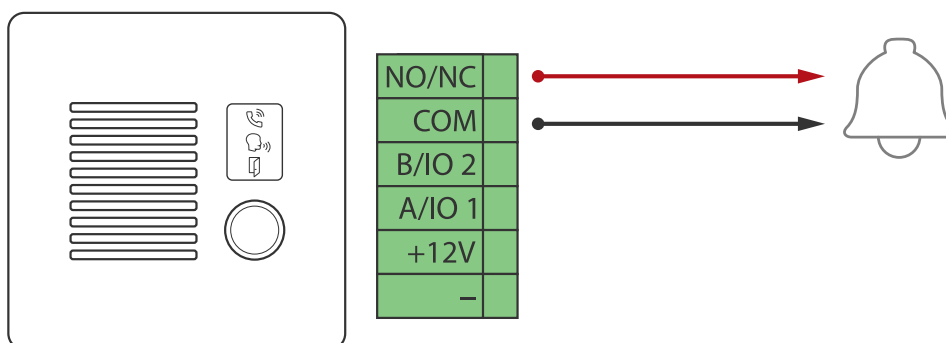 NO/NC
COM
B/IO 2
A/IO 1
+12V
–